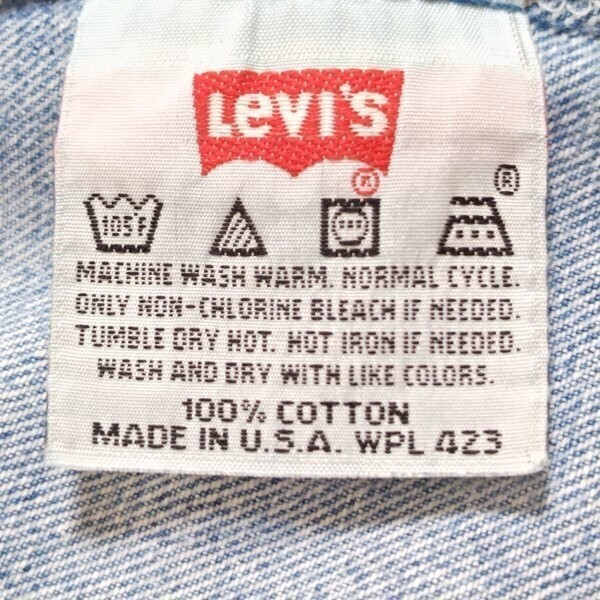 Levi's
®
®
105°F
MACHINE WASH WARM. NORMAL CYCLE.
ONLY NON-CHLORINE BLEACH IF NEEDED.
TUMBLE DRY HOT. HOT IRON IF NEEDED.
WASH AND DRY WITH LIKE COLORS.
100% COTTON
MADE IN U.S.A. WPL 423